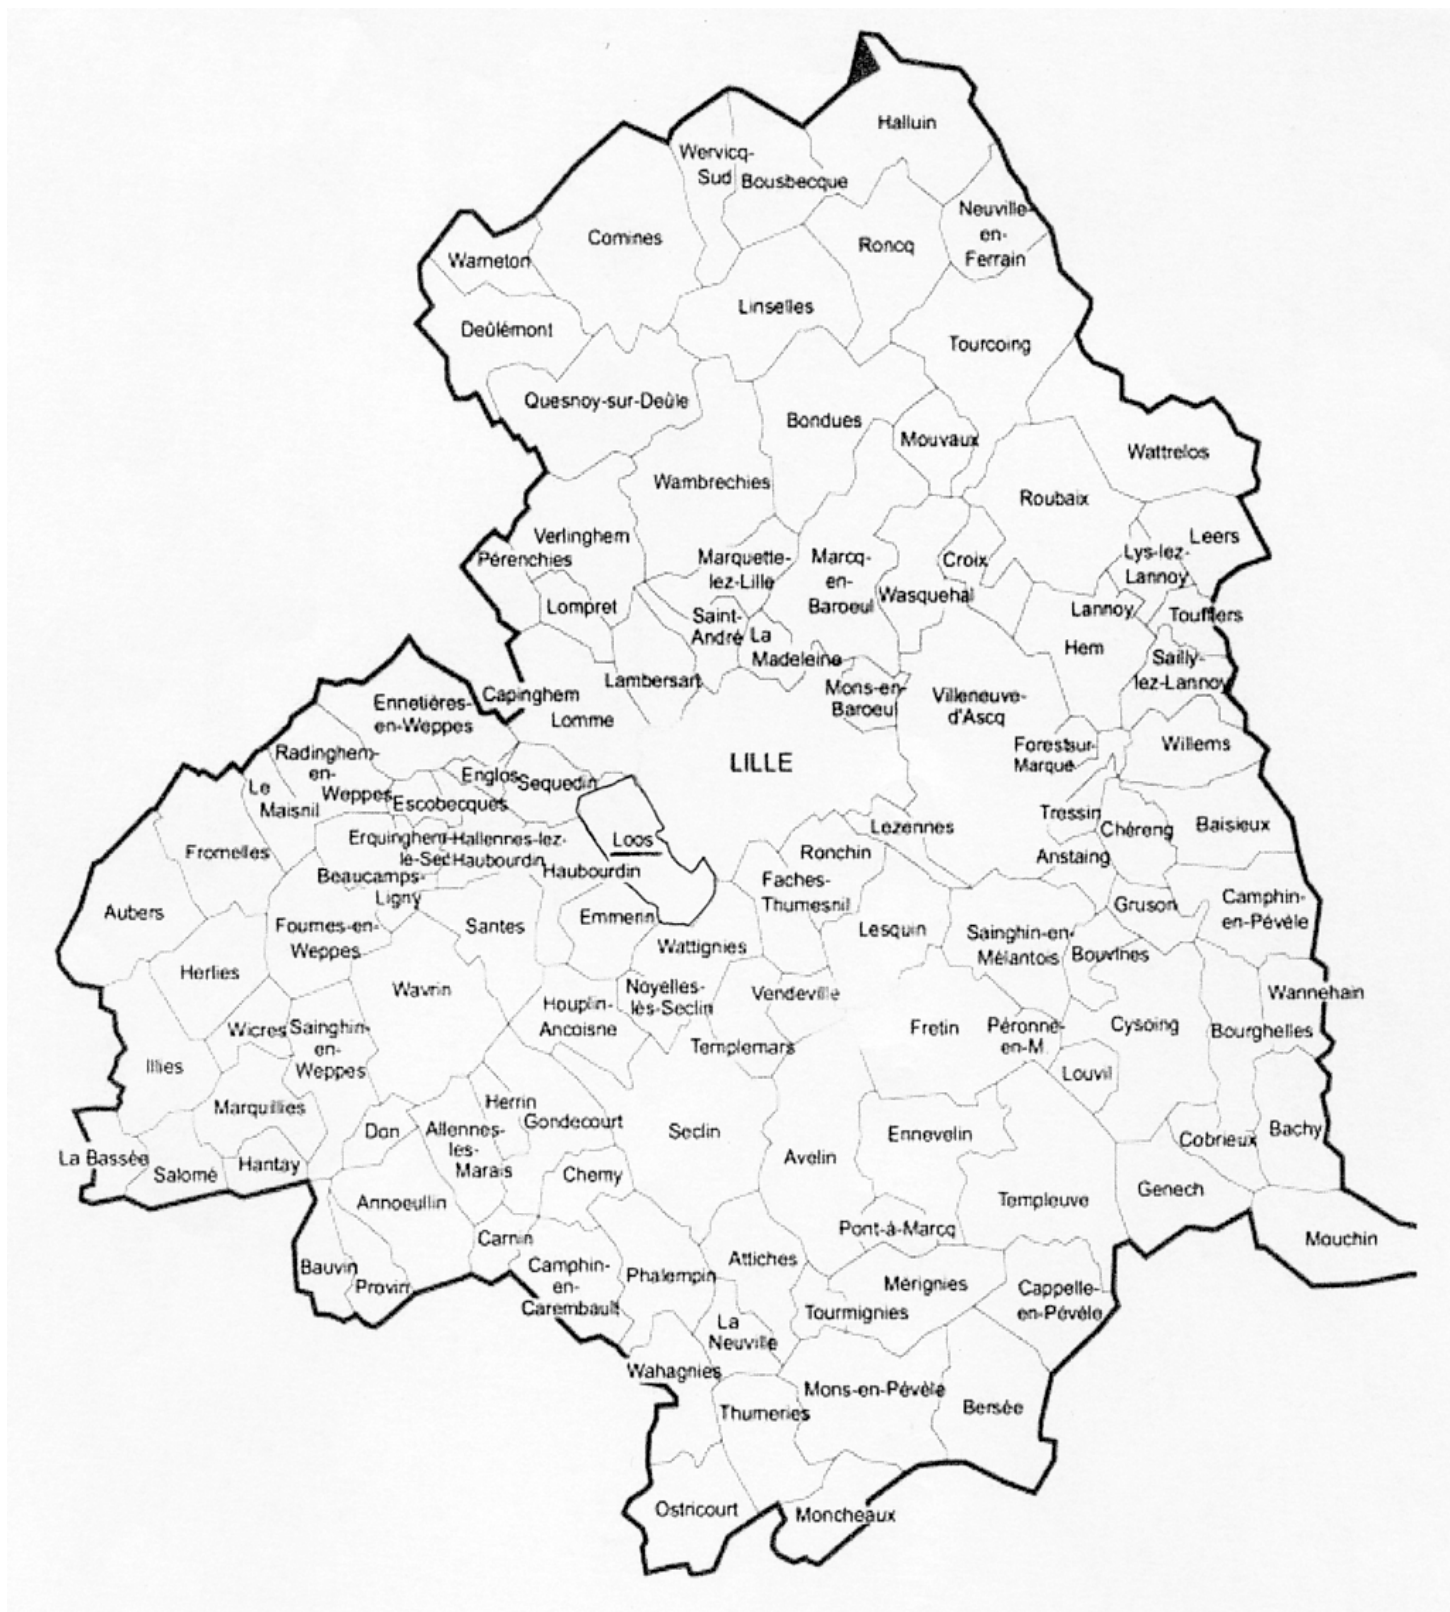 Halluin
Wervicq-
Sud
Bousbecque
Neuville-
en-
Ferrain
Comines
Roncq
Warneton
Linselles
Deûlémont
Tourcoing
Quesnoy-sur-Deûle
Bondues
Mouvaux
Wattrelos
Wambrechies
Roubaix
Verlinghem
Leers
Pérenchies
Marquette-
lez-Lille
Marcq-
en-
Baroeul
Croix
Lys-lez-
Lannoy
Wasquehal
Lompret
Saint-
André
Lannoy
Toufflers
La
Madeleine
Hem
Sailly-
lez-Lannoy
Lambersart
Capinghem
Mons-en-
Baroeul
Villeneuve-
d'Ascq
Ennetières-
en-Weppes
Lomme
Forest-sur-
Marque
Willems
LILLE
Radinghem-
en-
Weppes
Englos
Sequedin
Le
Maisnil
Escobecques
Tressin
Chéreng
Baisieux
Lezennes
Erquinghem-
le-Sec
Hallennes-lez-
Haubourdin
Loos
Fromelles
Ronchin
Anstaing
Haubourdin
Beaucamps-
Ligny
Faches-
Thumesnil
Gruson
Camphin-
en-Pévèle
Aubers
Emmerin
Fournes-en-
Weppes
Santes
Lesquin
Sainghin-en-
Mélantois
Wattignies
Bouvines
Herlies
Wavrin
Noyelles-
lès-Seclin
Vendeville
Wannehain
Houplin-
Ancoisne
Wicres
Sainghin-
en-
Weppes
Fretin
Péronne-
en-M
Cysoing
Bourghelles
Templemars
Illies
Louvil
Marquillies
Herrin
Gondecourt
Don
Allennes-
les-
Marais
Seclin
Ennevelin
Cobrieux
Bachy
La Bassée
Salomé
Hantay
Avelin
Chemy
Genech
Annoeullin
Templeuve
Pont-à-Marcq
Carnin
Mouchin
Attiches
Bauvin
Provin
Camphin-
en-
Carembault
Phalempin
Mérignies
Cappelle-
en-Pévèle
Tourmignies
La
Neuville
Wahagnies
Mons-en-Pévèle
Thumeries
Bersée
Ostricourt
Moncheaux